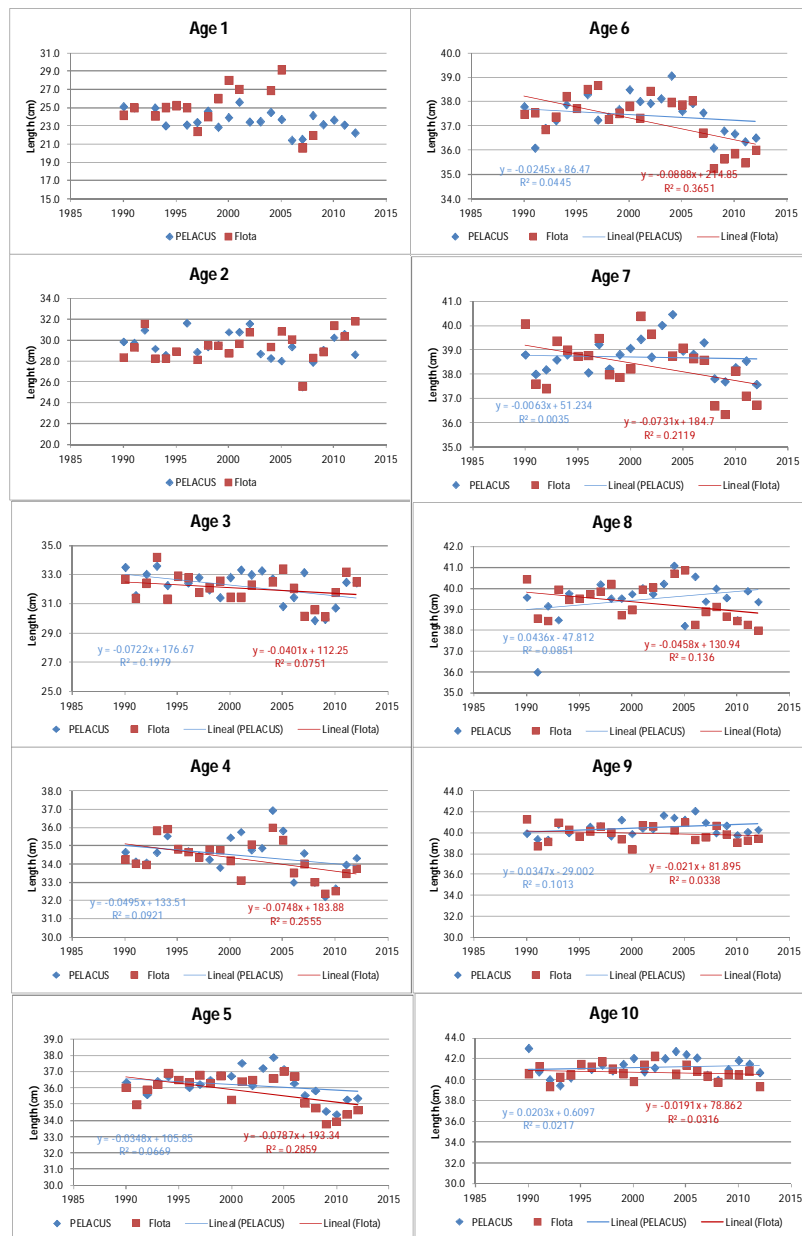 Age 1
Length (cm)
31.0
29.0
27.0
25.0
23.0
21.0
19.0
17.0
15.0
1985 1990 1995 2000 2005 2010 2015
PELACUS Flota
Age 2
Lenght (cm)
34.0
32.0
30.0
28.0
26.0
24.0
22.0
20.0
1985 1990 1995 2000 2005 2010 2015
PELACUS Flota
Age 3
Length (cm)
35.0
33.0
31.0
29.0
27.0
25.0
y = -0.0722x + 176.67
R² = 0.1979
y = -0.0401x + 112.25
R² = 0.0751
1985 1990 1995 2000 2005 2010 2015
PELACUS Flota Lineal (PELACUS) Lineal (Flota)
Age 4
Length (cm)
38.0
37.0
36.0
35.0
34.0
33.0
32.0
31.0
30.0
y = -0.0495x + 133.51
R² = 0.0921
y = -0.0748x + 183.88
R² = 0.2555
1985 1990 1995 2000 2005 2010 2015
PELACUS Flota Lineal (PELACUS) Lineal (Flota)
Age 5
Length (cm)
39.0
38.0
37.0
36.0
35.0
34.0
33.0
32.0
31.0
y = -0.0348x + 105.85
R² = 0.0669
y = -0.0787x + 193.34
R² = 0.2859
1985 1990 1995 2000 2005 2010 2015
PELACUS Flota Lineal (PELACUS) Lineal (Flota)
Age 6
Length (cm)
40.0
39.0
38.0
37.0
36.0
35.0
34.0
y = -0.0245x + 86.47
R² = 0.0445
y = -0.0888x + 214.85
R² = 0.3651
1985 1990 1995 2000 2005 2010 2015
PELACUS Flota Lineal (PELACUS) Lineal (Flota)
Age 7
Length (cm)
41.0
40.0
39.0
38.0
37.0
36.0
35.0
y = -0.0063x + 51.234
R² = 0.0035
y = -0.0731x + 184.7
R² = 0.2119
1985 1990 1995 2000 2005 2010 2015
PELACUS Flota Lineal (PELACUS) Lineal (Flota)
Age 8
Length (cm)
42.0
41.0
40.0
39.0
38.0
37.0
36.0
35.0
y = 0.0436x - 47.812
R² = 0.0851
y = -0.0458x + 130.94
R² = 0.136
1985 1990 1995 2000 2005 2010 2015
PELACUS Flota Lineal (PELACUS) Lineal (Flota)
Age 9
Length (cm)
44.0
42.0
40.0
38.0
36.0
34.0
32.0
30.0
y = 0.0347x - 29.002
R² = 0.1013
y = -0.021x + 81.895
R² = 0.0338
1985 1990 1995 2000 2005 2010 2015
PELACUS Flota Lineal (PELACUS) Lineal (Flota)
Age 10
Length (cm)
44.0
42.0
40.0
38.0
36.0
34.0
32.0
30.0
y = 0.0203x + 0.6097
R² = 0.0217
y = -0.0191x + 78.862
R² = 0.0316
1985 1990 1995 2000 2005 2010 2015
PELACUS Flota Lineal (PELACUS) Lineal (Flota)